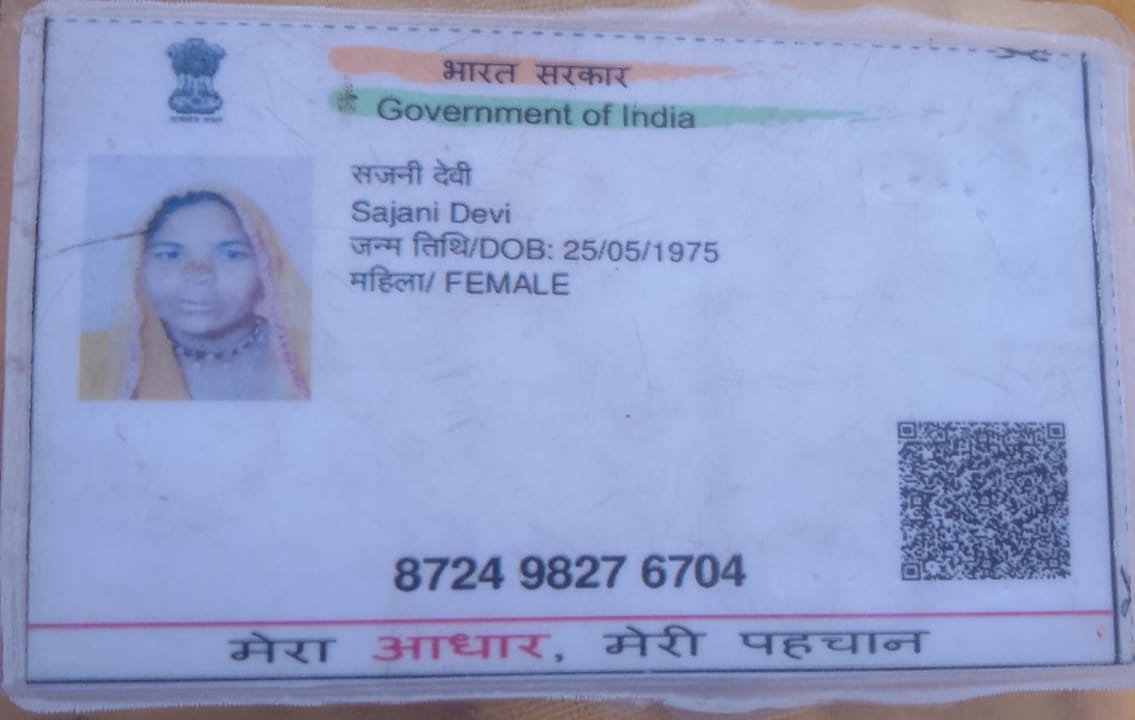 भारत सरकार
Government of India
सजनी देवी
Sajani Devi
जन्म तिथि/DOB: 25/05/1975
महिला/ FEMALE
8724 9827 6704
मेरा आधार, मेरी पहचान